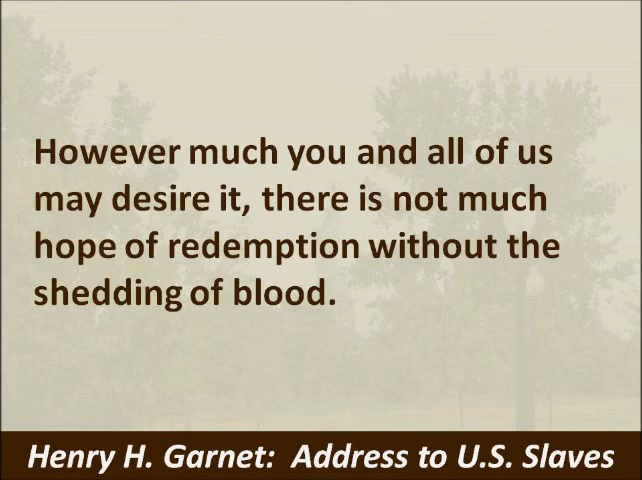 However much you and all of us
may desire it, there is not much
hope of redemption without the
shedding of blood.
Henry H. Garnet:  Address to U.S. Slaves